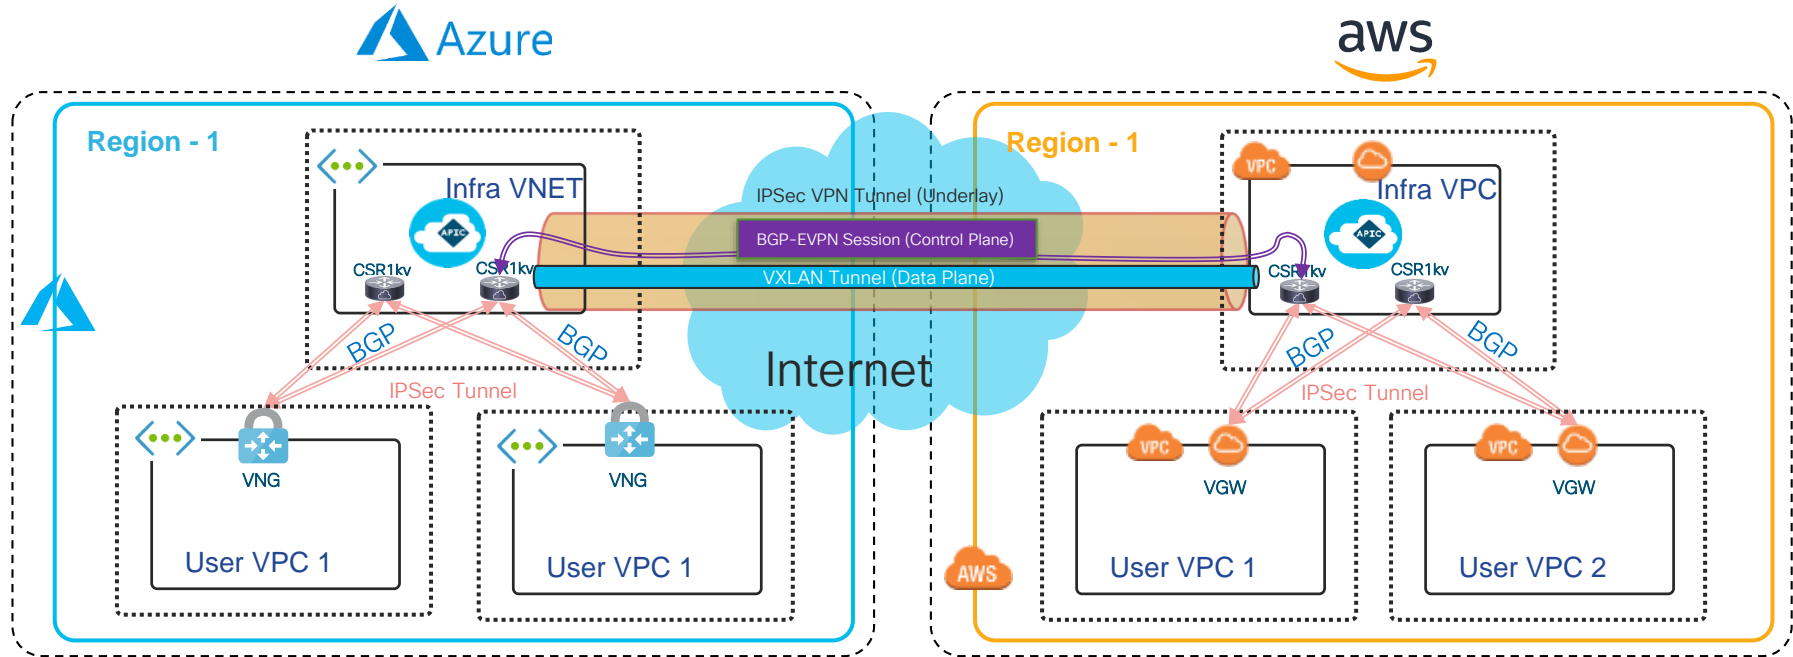 Azure
aws
Region - 1
Infra VNET
APIC
CSR1kv
CSR1kv
BGP
BGP
IPSec Tunnel
VNG
User VPC 1
VNG
User VPC 1
IPSec VPN Tunnel (Underlay)
BGP-EVPN Session (Control Plane)
VXLAN Tunnel (Data Plane)
Internet
Region - 1
VPC
Infra VPC
APIC
CSR1kv
CSR1kv
BGP
BGP
IPSec Tunnel
VPC
VGW
User VPC 1
VPC
VGW
User VPC 2
AWS